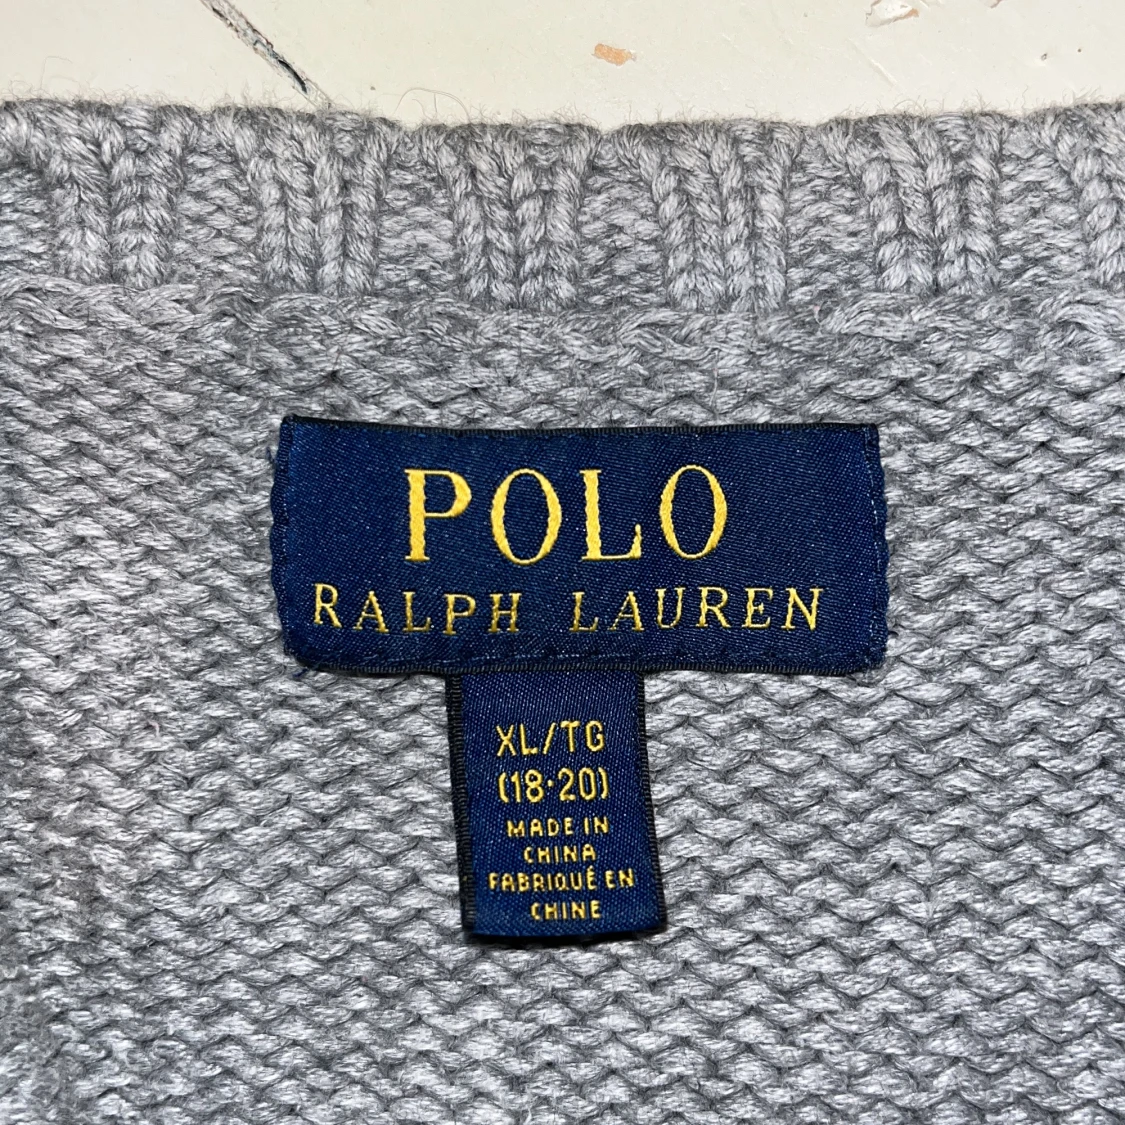 POLO
RALPH LAUREN
XL/TG
(18·20)
MADE IN
CHINA
FABRIQUÉ EN
CHINE